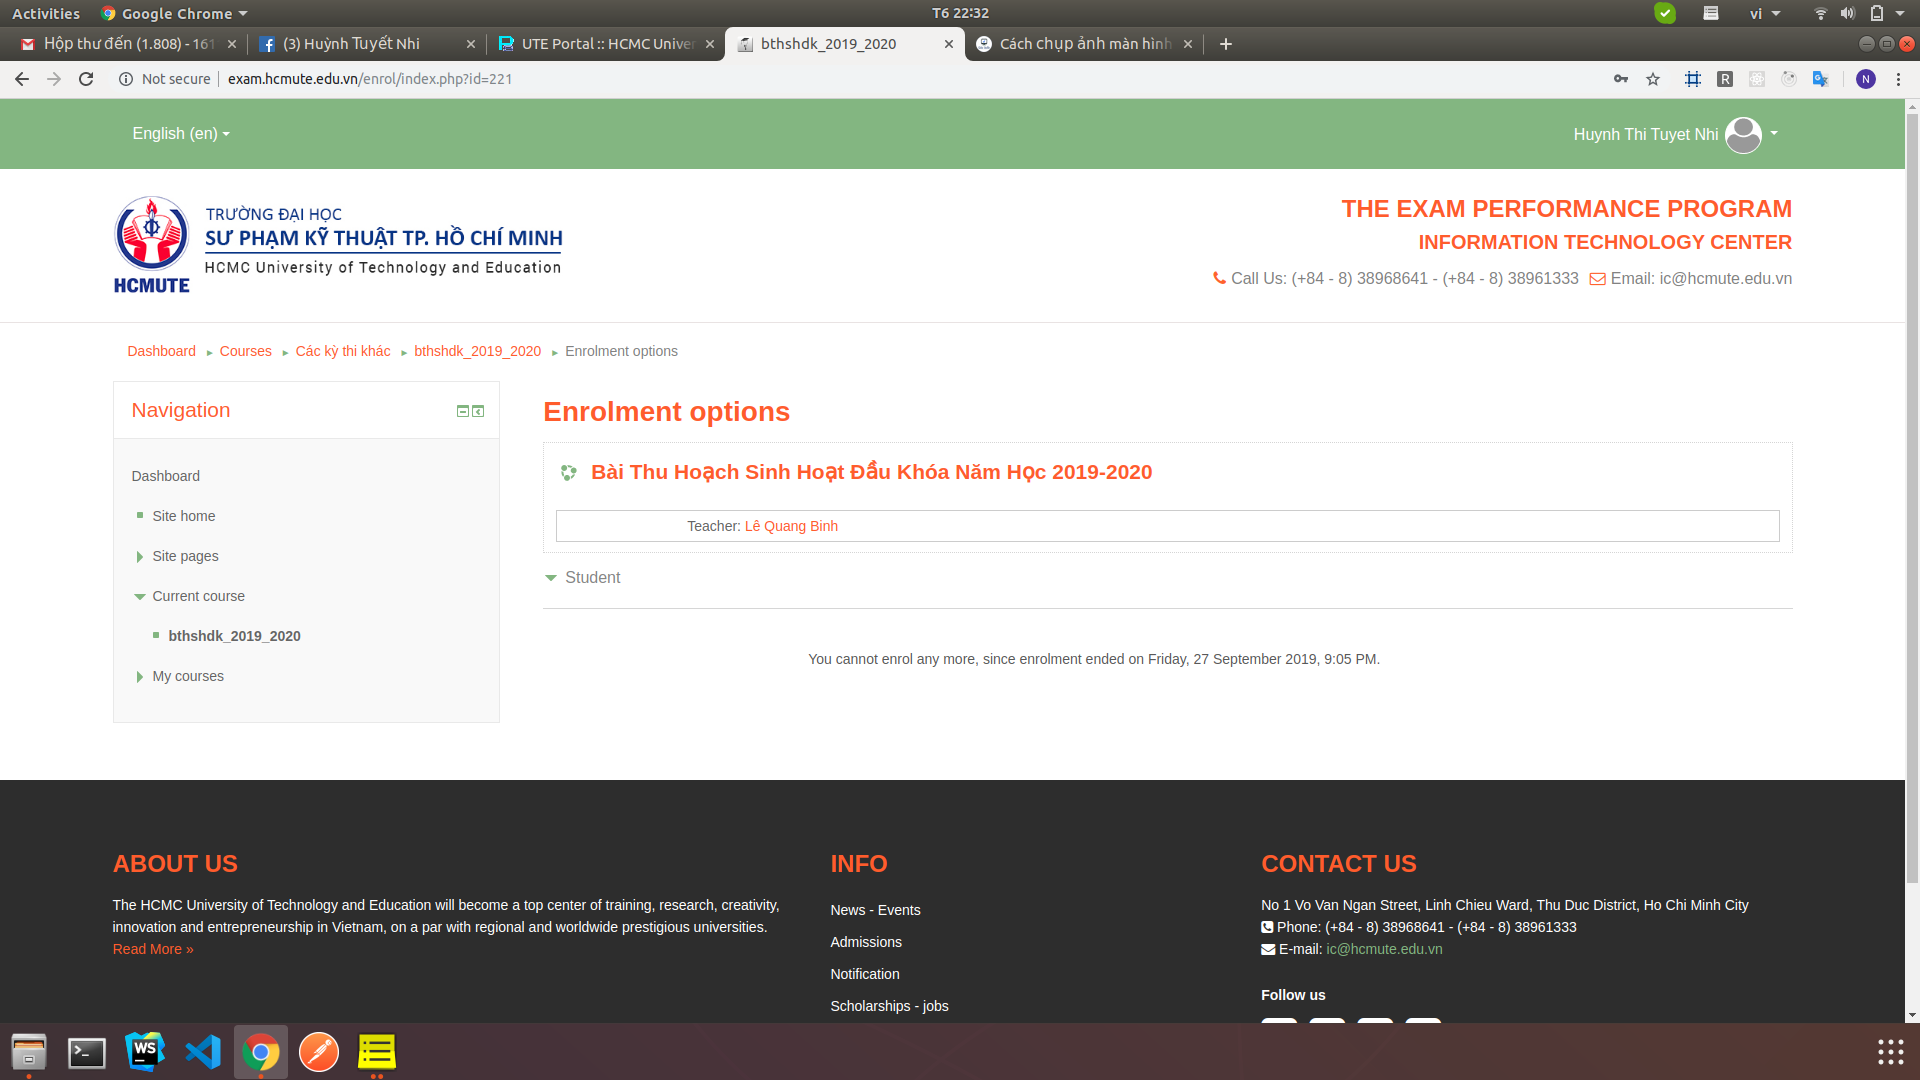 Activities
Google Chrome
T6 22:32
vi
Hộp thư đến (1.808) - 161
(3) Huỳnh Tuyết Nhi
UTE Portal :: HCMC Univer
bthshdk_2019_2020
Cách chụp ảnh màn hình
Not secure
exam.hcmute.edu.vn/enrol/index.php?id=221
R
N
English (en)
Huynh Thi Tuyet Nhi
TRƯỜNG ĐẠI HỌC
SƯ PHẠM KỸ THUẬT TP. HỒ CHÍ MINH
HCMC University of Technology and Education
HCMUTE
THE EXAM PERFORMANCE PROGRAM
INFORMATION TECHNOLOGY CENTER
Call Us: (+84 - 8) 38968641 - (+84 - 8) 38961333 Email: ic@hcmute.edu.vn
Dashboard ► Courses ► Các kỳ thi khác ► bthshdk_2019_2020 ► Enrolment options
Navigation
Dashboard
Site home
Site pages
Current course
bthshdk_2019_2020
My courses
Enrolment options
Bài Thu Hoạch Sinh Hoạt Đầu Khóa Năm Học 2019-2020
Teacher: Lê Quang Binh
Student
You cannot enrol any more, since enrolment ended on Friday, 27 September 2019, 9:05 PM.
ABOUT US
The HCMC University of Technology and Education will become a top center of training, research, creativity,
innovation and entrepreneurship in Vietnam, on a par with regional and worldwide prestigious universities.
Read More »
INFO
News - Events
Admissions
Notification
Scholarships - jobs
CONTACT US
No 1 Vo Van Ngan Street, Linh Chieu Ward, Thu Duc District, Ho Chi Minh City
Phone: (+84 - 8) 38968641 - (+84 - 8) 38961333
E-mail: ic@hcmute.edu.vn
Follow us
WS